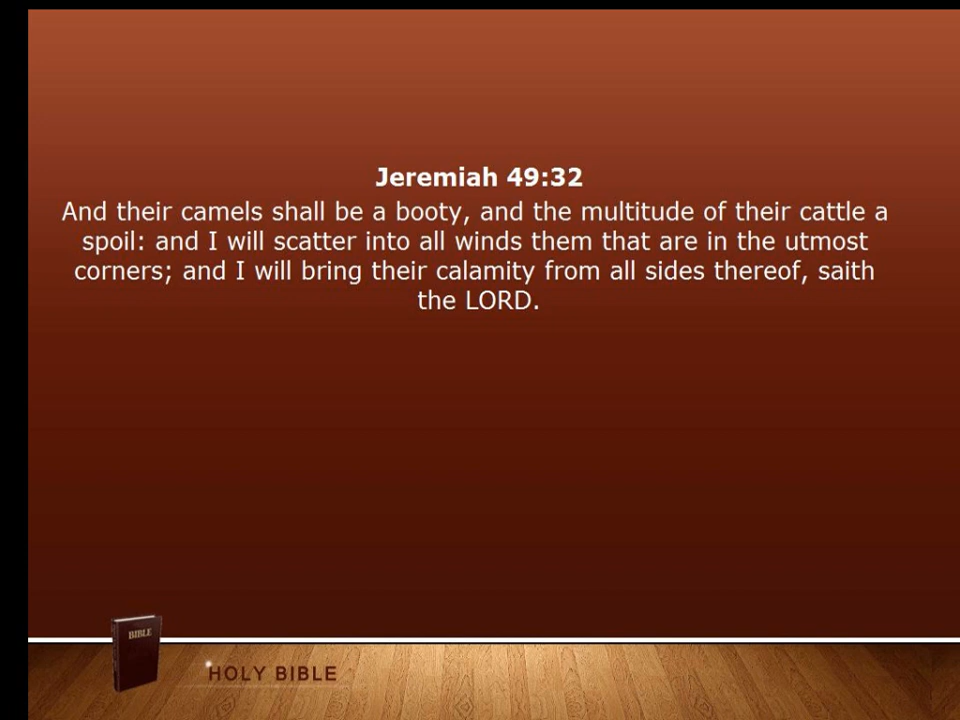 Jeremiah 49:32
And their camels shall be a booty, and the multitude of their cattle a
spoil: and I will scatter into all winds them that are in the utmost
corners; and I will bring their calamity from all sides thereof, saith
the LORD.
BIBLE
HOLY BIBLE